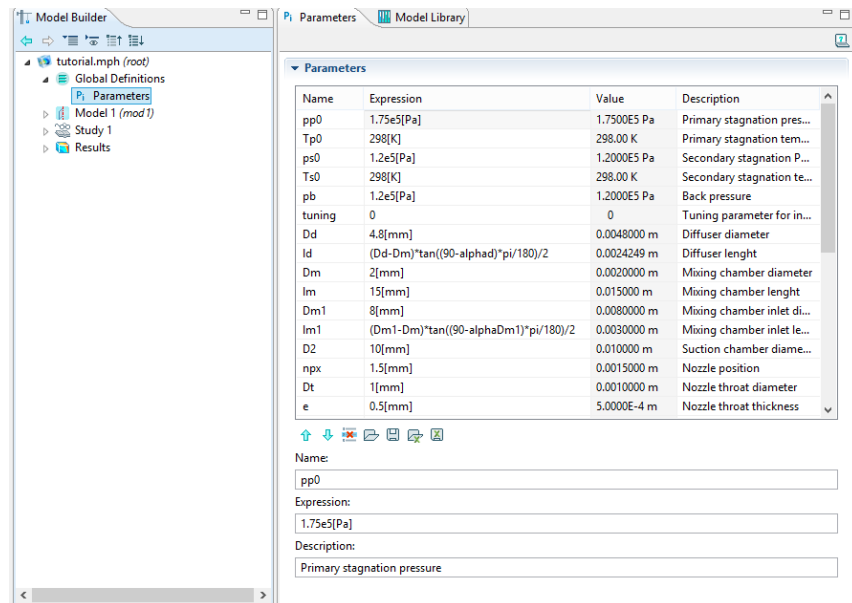 Model Builder
tutorial.mph (root)
Global Definitions
Pi Parameters
Model 1 (mod1)
Study 1
Results
Pi Parameters Model Library
Parameters
Name Expression Value Description
pp0 1.75e5[Pa] 1.7500E5 Pa Primary stagnation pres...
Tp0 298[K] 298.00 K Primary stagnation tem...
ps0 1.2e5[Pa] 1.2000E5 Pa Secondary stagnation P...
Ts0 298[K] 298.00 K Secondary stagnation te...
pb 1.2e5[Pa] 1.2000E5 Pa Back pressure
tuning 0 0 Tuning parameter for in...
Dd 4.8[mm] 0.0048000 m Diffuser diameter
ld (Dd-Dm)*tan((90-alphad)*pi/180)/2 0.0024249 m Diffuser lenght
Dm 2[mm] 0.0020000 m Mixing chamber diameter
lm 15[mm] 0.015000 m Mixing chamber lenght
Dm1 8[mm] 0.0080000 m Mixing chamber inlet di...
lm1 (Dm1-Dm)*tan((90-alphaDm1)*pi/180)/2 0.0030000 m Mixing chamber inlet le...
D2 10[mm] 0.010000 m Suction chamber diame...
npx 1.5[mm] 0.0015000 m Nozzle position
Dt 1[mm] 0.0010000 m Nozzle throat diameter
e 0.5[mm] 5.0000E-4 m Nozzle throat thickness
Name:
pp0
Expression:
1.75e5[Pa]
Description:
Primary stagnation pressure